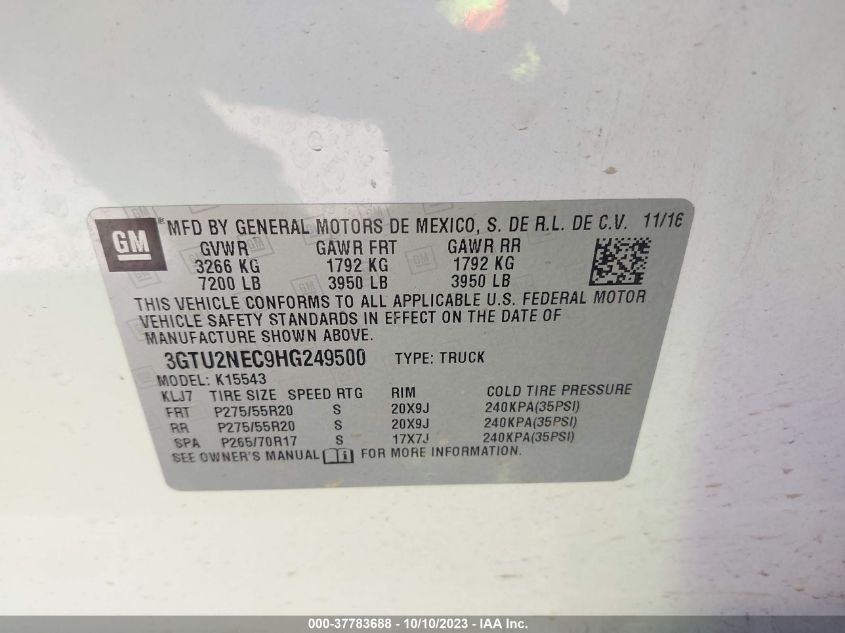 GM ® MFD BY GENERAL MOTORS DE MEXICO, S. DE R.L. DE C.V. 11/16
GVWR GAWR FRT GAWR RR
3266 KG 1792 KG 1792 KG
7200 LB 3950 LB 3950 LB
THIS VEHICLE CONFORMS TO ALL APPLICABLE U.S. FEDERAL MOTOR
VEHICLE SAFETY STANDARDS IN EFFECT ON THE DATE OF
MANUFACTURE SHOWN ABOVE.
3GTU2NEC9HG249500 TYPE: TRUCK
MODEL: K15543
KLJ7 TIRE SIZE SPEED RTG RIM COLD TIRE PRESSURE
FRT P275/55R20 S 20X9J 240KPA(35PSI)
RR P275/55R20 S 20X9J 240KPA(35PSI)
SPA P265/70R17 S 17X7J 240KPA(35PSI)
SEE OWNER'S MANUAL FOR MORE INFORMATION.
000-37783688 - 10/10/2023 - IAA Inc.